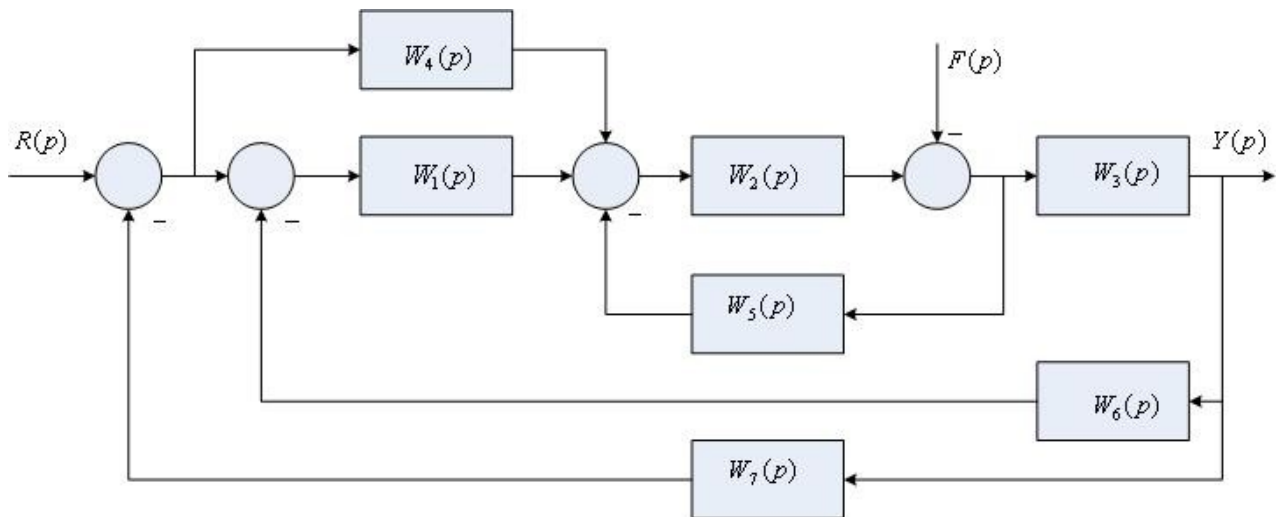 W₄(p)
F(p)
R(p)
Y(p)
–
W₁(p)
W₂(p)
W₃(p)
–
–
–
W₅(p)
W₆(p)
W₇(p)